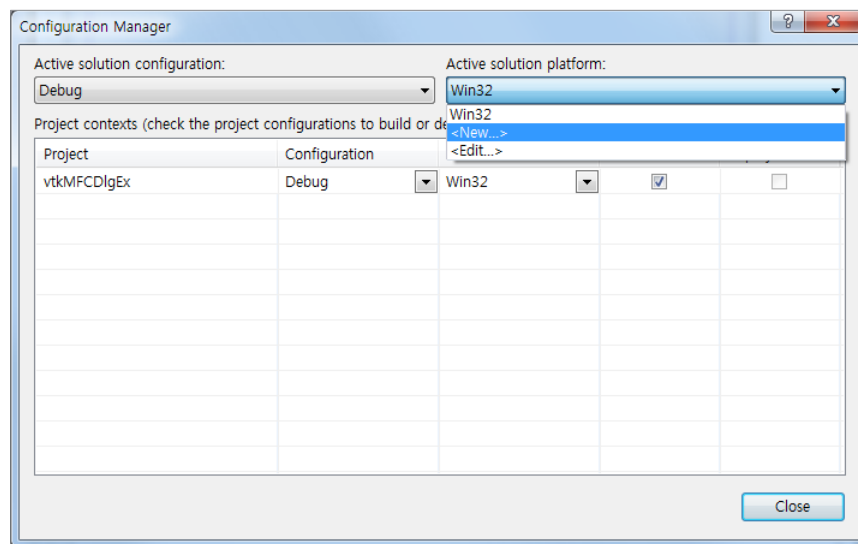 Configuration Manager
Active solution configuration:
Active solution platform:
Debug
Win32
Win32
Project contexts (check the project configurations to build or de
<New...>
<Edit...>
Project
Configuration
vtkMFCDlgEx
Debug
Win32
Close